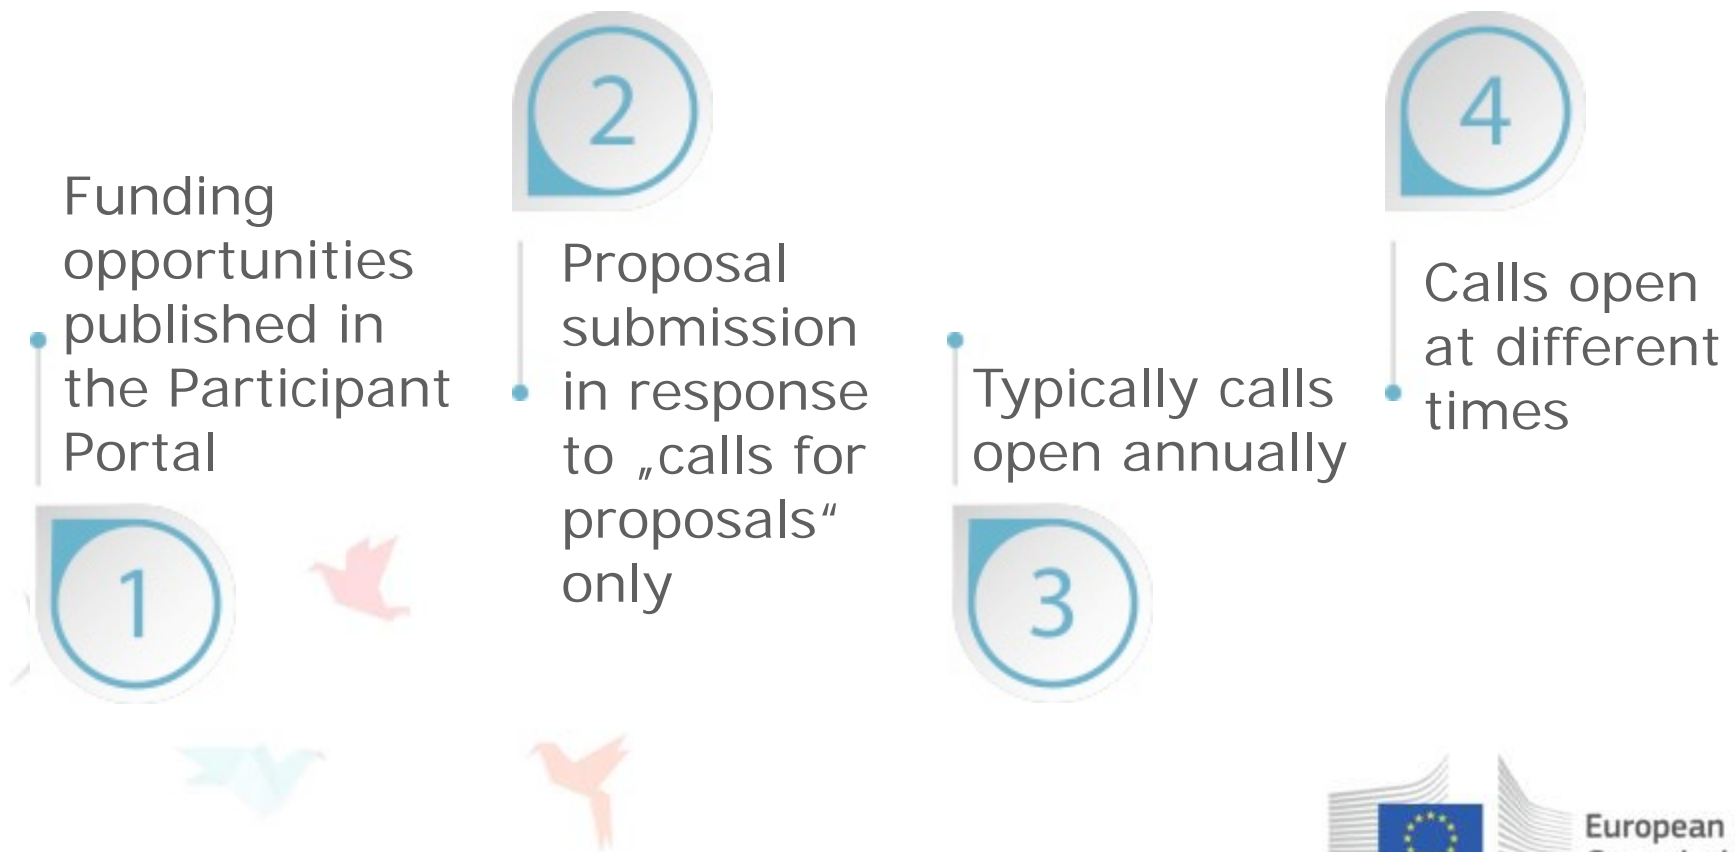 1
Funding
opportunities
published in
the Participant
Portal
2
Proposal
submission
in response
to „calls for
proposals“
only
3
Typically calls
open annually
4
Calls open
at different
times
European